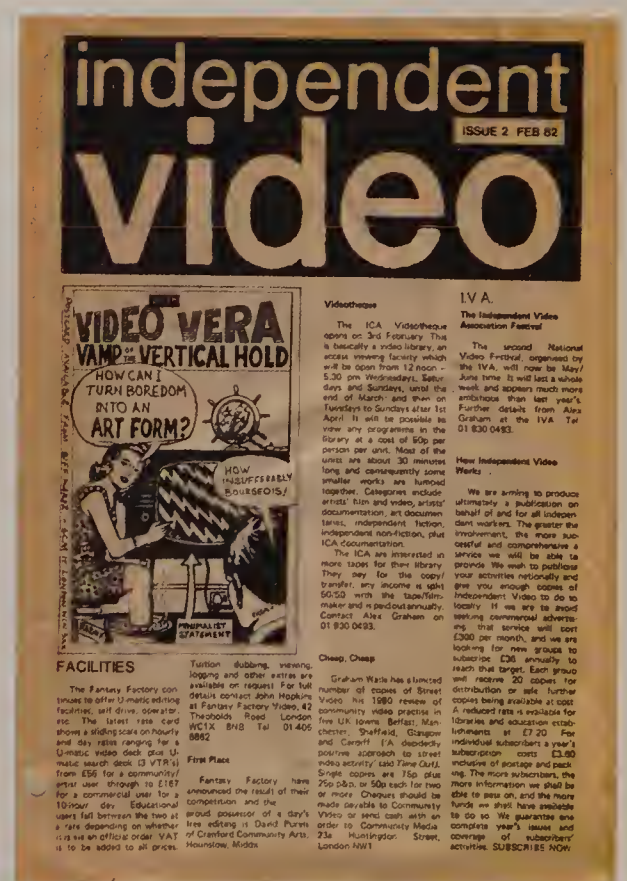 independent
ISSUE 2 FEB 82
video
VIDEO VERA
VAMP OF THE VERTICAL HOLD
HOW CAN I
TURN BOREDOM
INTO AN
ART FORM?
HOW
INSUFFERABLY
BOURGEOIS!
MINIMALIST
STATEMENT
FACILITIES
The Fantasy Factory con-
tinues to offer U-matic editing
facilities, self drive, operator,
etc. The latest rate card
shows a sliding scale on hourly
and day rates ranging for a
U-matic video deck plus U-
matic search deck (3 VTR's)
from £56 for a community/
artist user through to £167
for a commercial user for a
10-hour day. Educational
users fall between the two at
a rate depending on whether
it is via an official order. VAT
is to be added to all prices.
Tuition dubbing, viewing,
logging and other extras are
available on request. For full
details contact John Hopkins
at Fantasy Factory Video, 42
Theobolds Road London
WC1X 8NB Tel 01 405
6862
First Place
Fantasy Factory have
announced the result of their
competition and the
proud possessor of a day's
free editing is David Purvis
of Cranford Community Arts,
Hounslow, Middx
Videotheque
The ICA Videotheque
opens on 3rd February. This
is basically a video library, an
access viewing facility which
will be open from 12 noon -
5.30 pm Wednesdays, Satur
days and Sundays, until the
end of March and then on
Tuesdays to Sundays after 1st
April. It will be possible to
view any programme in the
library at a cost of 50p per
person per unit. Most of the
units are about 30 minutes
long and consequently some
smaller works are lumped
together. Categories include
artists' film and video, artists'
documentation, art documen
taries, independent fiction,
independent non-fiction, plus
ICA documentation.
The ICA are interested in
more tapes for their library.
They pay for the copy/
transfer, any income is split
50/50 with the tape/film-
maker and is paid out annually.
Contact Alex Graham on
01 930 0493.
Cheap, Cheap
Graham Wade has a limited
number of copies of Street
Video his 1980 review of
community video practise in
five UK towns Belfast, Man-
chester, Sheffield, Glasgow
and Cardiff ('A decidedly
positive approach to street
video activity' said Time Out).
Single copies are 75p plus
25p p&p, or 50p each for two
or more. Cheques should be
made payable to Community
Video or send cash with an
order to Community Media
23a Huntingdon Street,
London NW1
I.V A.
The Independent Video
Association Festival
The second National
Video Festival, organised by
the IVA, will now be May/
June time. It will last a whole
week and appears much more
ambitious than last year's.
Further details from Alex
Graham at the IVA Tel
01 830 0493.
How Independent Video
Works
We are aiming to produce
ultimately a publication on
behalf of and for all indepen
dent workers. The greater the
involvement, the more suc-
cessful and comprehensive a
service we will be able to
provide. We wish to publicise
your activities nationally and
give you enough copies of
Independent Video to do so
locally. If we are to avoid
seeking commercial advertis-
ing that service will cost
£300 per month, and we are
looking for new groups to
subscribe £36 annually to
reach that target. Each group
will receive 20 copies for
distribution or sale further
copies being available at cost
A reduced rate is available for
libraries and education estab-
lishments at £7 20 For
individual subscribers a year's
subscription costs £3.60
inclusive of postage and pack
ing. The more subscribers, the
more information we shall be
able to pass on, and the more
funds we shall have available
to do so. We guarantee one
complete year's issues and
coverage of subscribers'
activities. SUBSCRIBE NOW